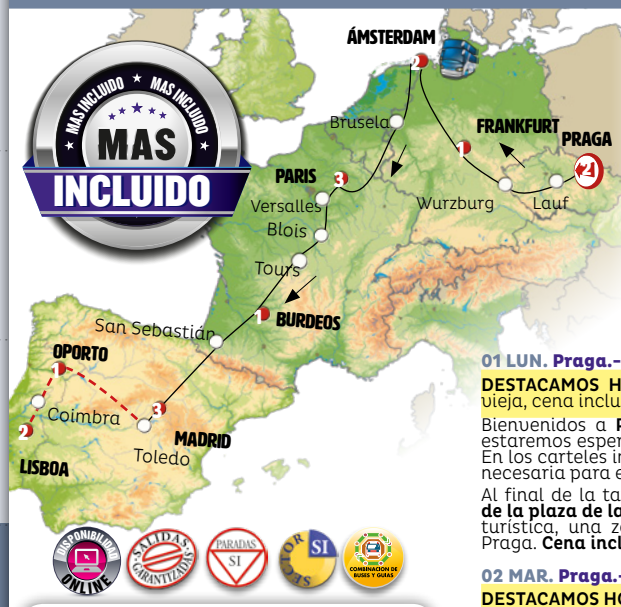 ÁMSTERDAM
2
Brusela
FRANKFURT
PRAGA
1
2
PARIS
3
Versalles
Wurzburg
Lauf
Blois
Tours
1
BURDEOS
San Sebastián
OPORTO
1
Coimbra
3
2
MADRID
Toledo
LISBOA
MAS INCLUIDO ★ MAS INCLUIDO
MAS
INCLUIDO
DISPONIBILIDAD
ONLINE
SALIDAS
GARANTIZADAS
PARADAS
SI
SECTOR
SI
COMBINACION DE
BUSES Y GUIAS
01 LUN. Praga.-
DESTACAMOS H
vieja, cena inclu
Bienvenidos a P
estaremos esper
En los carteles in
necesaria para e
Al final de la ta
de la plaza de la
turística, una z
Praga. Cena incl
02 MAR. Praga.-
DESTACAMOS HO